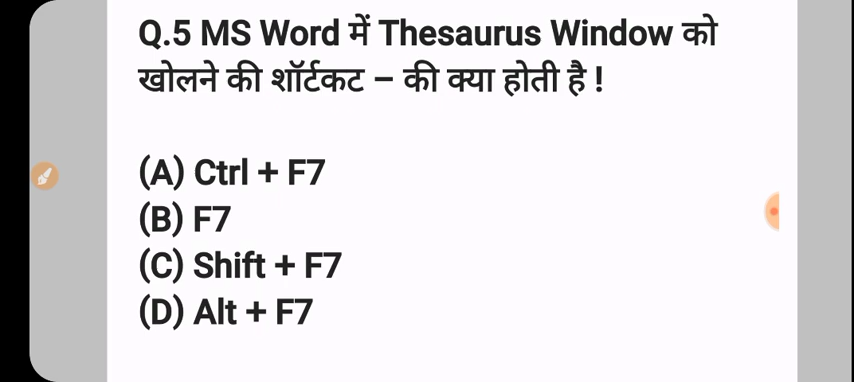 Q.5 MS Word में Thesaurus Window को
खोलने की शॉर्टकट – की क्या होती है !
(A) Ctrl + F7
(B) F7
(C) Shift + F7
(D) Alt + F7